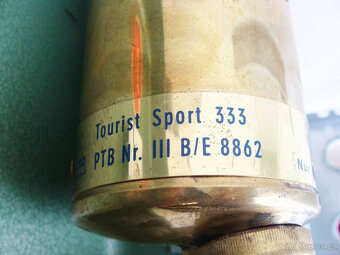 Tourist Sport 333
PTB Nr. III B/E 8862